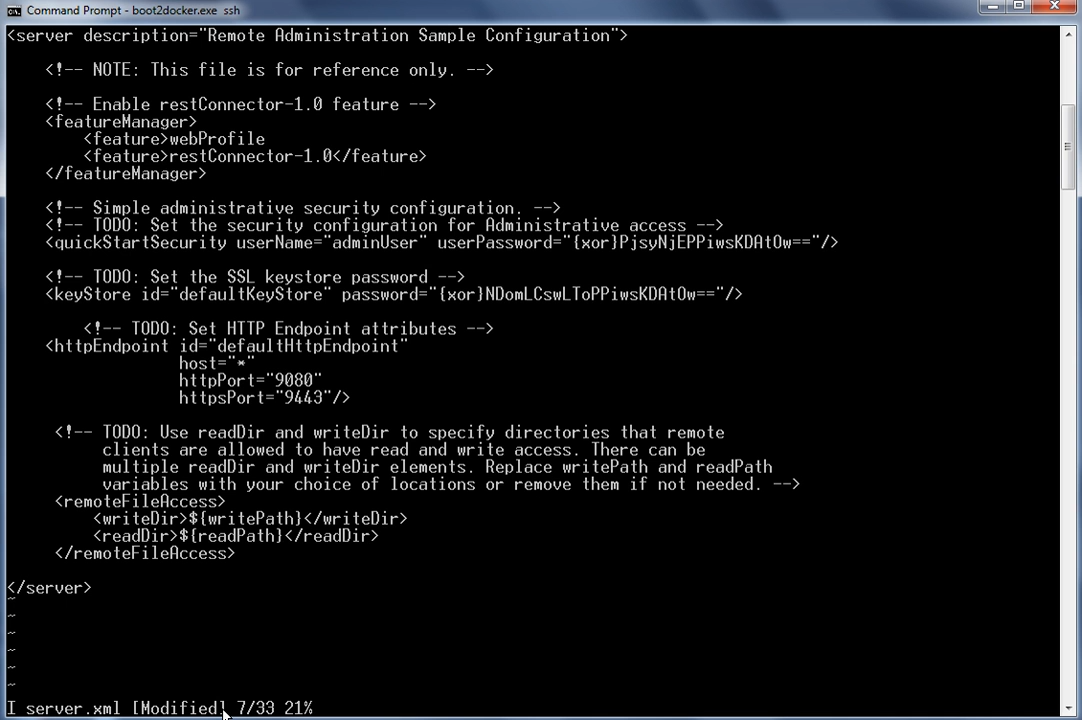 Command Prompt - boot2docker.exe  ssh
<server description="Remote Administration Sample Configuration">
<!-- NOTE: This file is for reference only. -->
<!-- Enable restConnector-1.0 feature -->
<featureManager>
<feature>webProfile
<feature>restConnector-1.0</feature>
</featureManager>
<!-- Simple administrative security configuration. -->
<!-- TODO: Set the security configuration for Administrative access -->
<quickStartSecurity userName="adminUser" userPassword="{xor}PjsyNjEPPiwsKDAtOw=="/>
<!-- TODO: Set the SSL keystore password -->
<keyStore id="defaultKeyStore" password="{xor}NDomLCswLToPPiwsKDAtOw=="/>
<!-- TODO: Set HTTP Endpoint attributes -->
<httpEndpoint id="defaultHttpEndpoint"
host="*"
httpPort="9080"
httpsPort="9443"/>
<!-- TODO: Use readDir and writeDir to specify directories that remote
clients are allowed to have read and write access. There can be
multiple readDir and writeDir elements. Replace writePath and readPath
variables with your choice of locations or remove them if not needed. -->
<remoteFileAccess>
<writeDir>${writePath}</writeDir>
<readDir>${readPath}</readDir>
</remoteFileAccess>
</server>
~
~
~
~
~
~
I server.xml [Modified] 7/33 21%